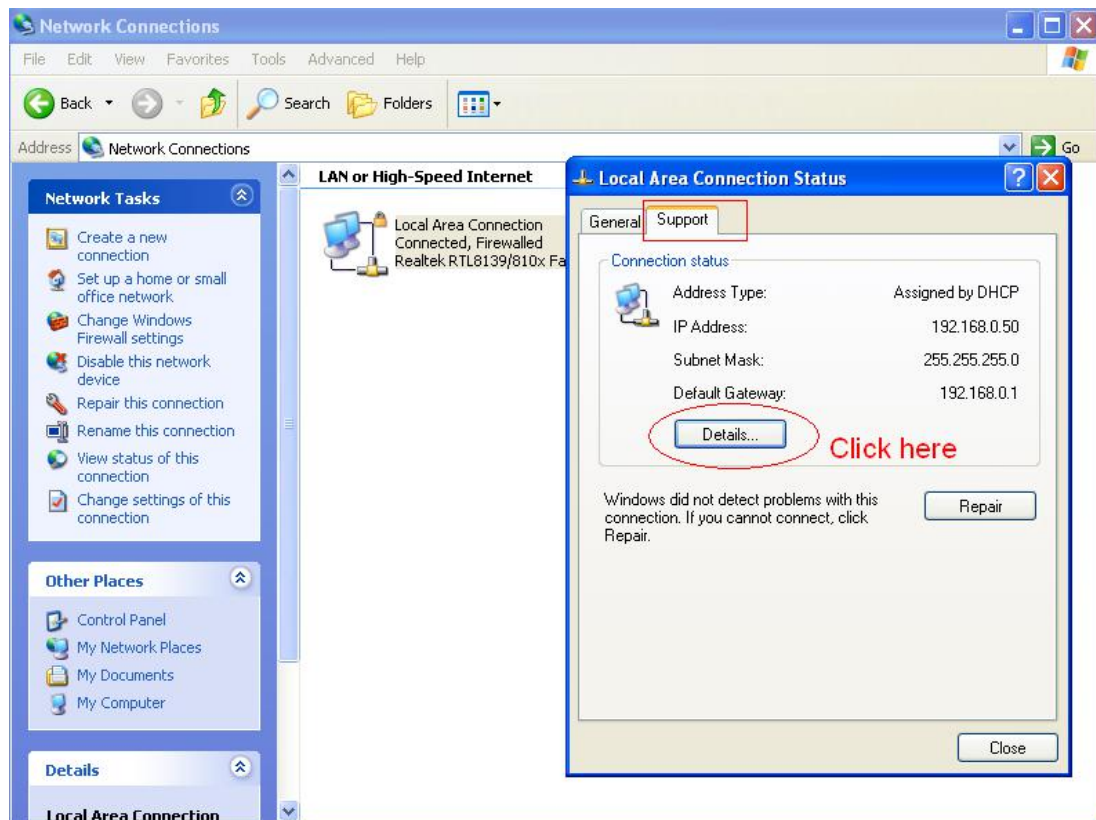 Network Connections
File Edit View Favorites Tools Advanced Help
Back Search Folders
Address Network Connections Go
Network Tasks
Create a new
connection
Set up a home or small
office network
Change Windows
Firewall settings
Disable this network
device
Repair this connection
Rename this connection
View status of this
connection
Change settings of this
connection
Other Places
Control Panel
My Network Places
My Documents
My Computer
Details
Local Area Connection
LAN or High-Speed Internet
Local Area Connection
Connected, Firewalled
Realtek RTL8139/810x Fa
Local Area Connection Status
General Support
Connection status
Address Type: Assigned by DHCP
IP Address: 192.168.0.50
Subnet Mask: 255.255.255.0
Default Gateway: 192.168.0.1
Details...
Click here
Windows did not detect problems with this
connection. If you cannot connect, click
Repair.
Repair
Close